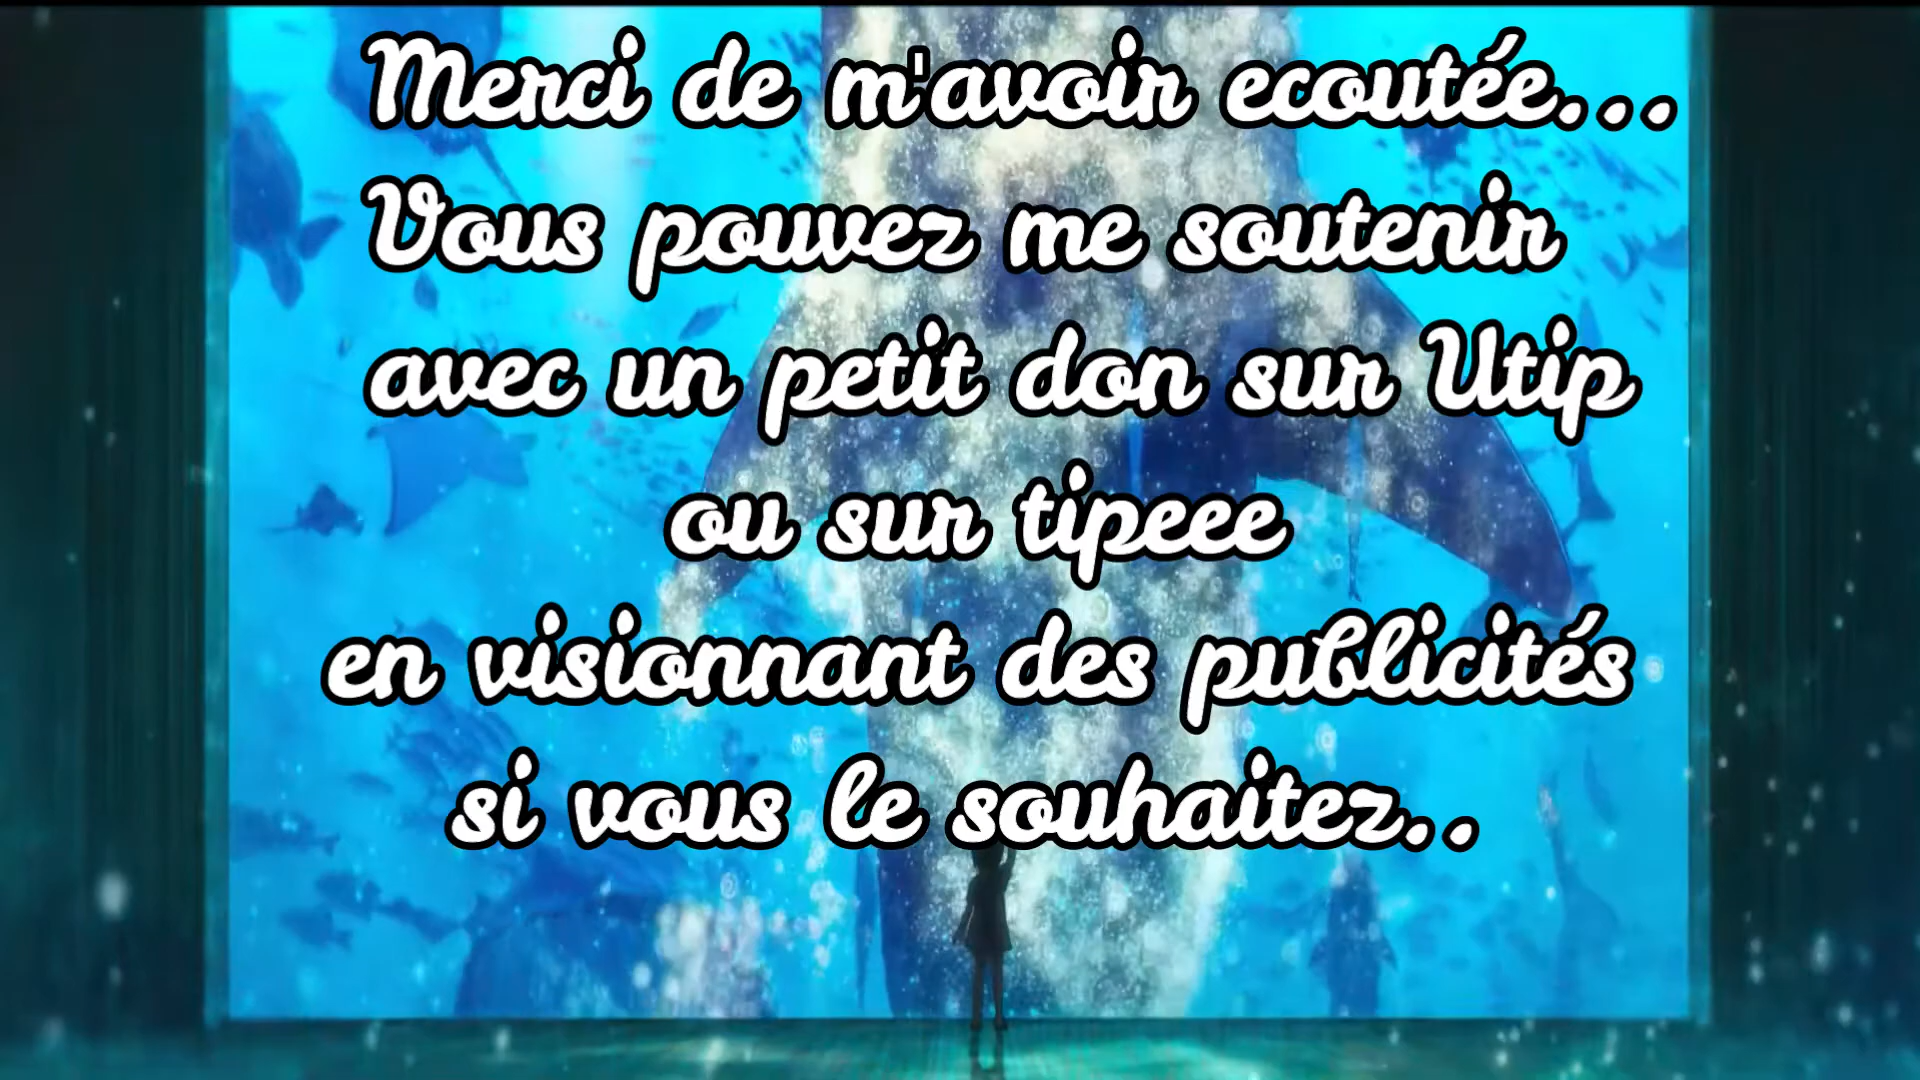 Merci de m'avoir ecoutée...
Vous pouvez me soutenir
avec un petit don sur Utip
ou sur tipeee
en visionnant des publicités
si vous le souhaitez..